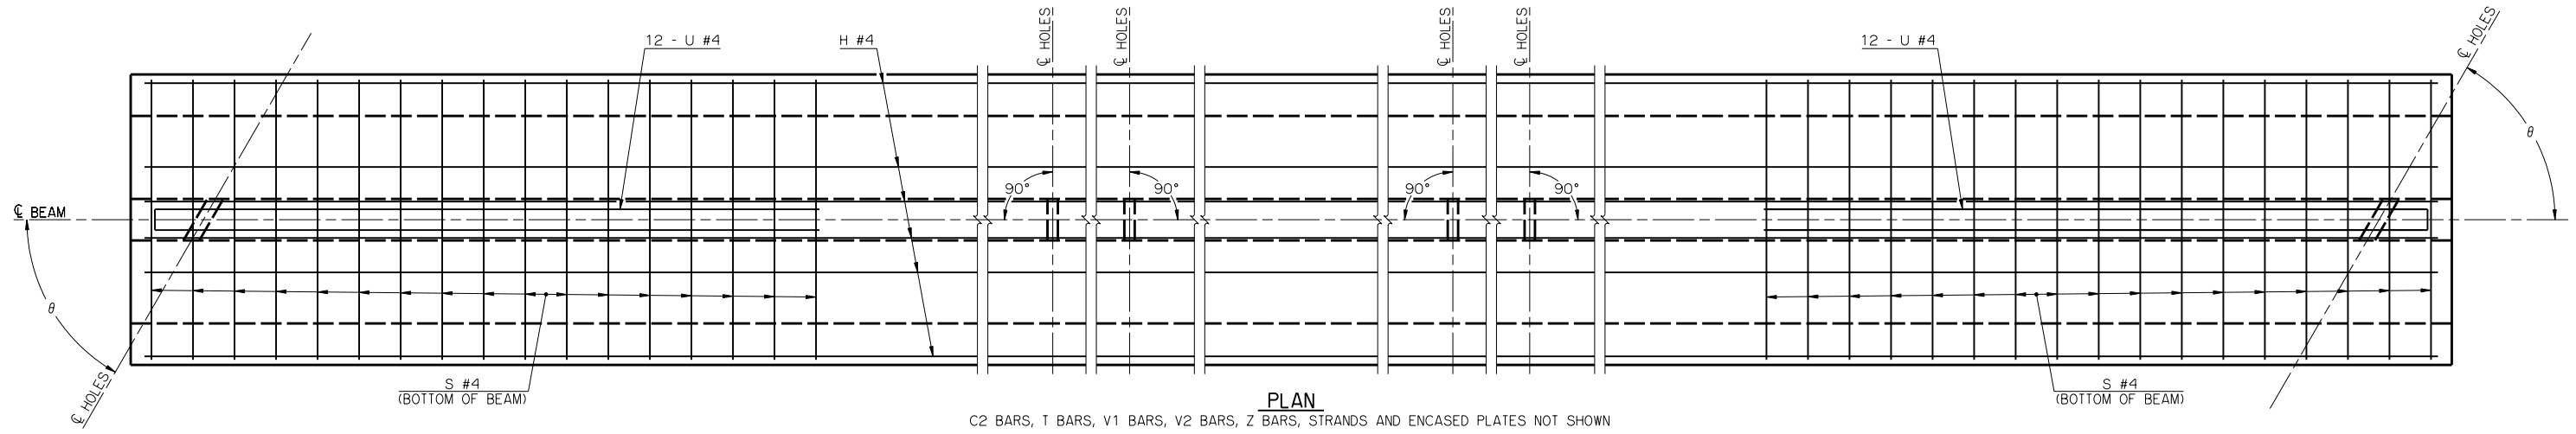 ℄ HOLES
℄ HOLES
℄ HOLES
℄ HOLES
℄ HOLES
12 - U #4
H #4
12 - U #4
θ
90°
90°
90°
90°
℄ BEAM
θ
S #4
(BOTTOM OF BEAM)
S #4
(BOTTOM OF BEAM)
℄ HOLES
PLAN
C2 BARS, T BARS, V1 BARS, V2 BARS, Z BARS, STRANDS AND ENCASED PLATES NOT SHOWN